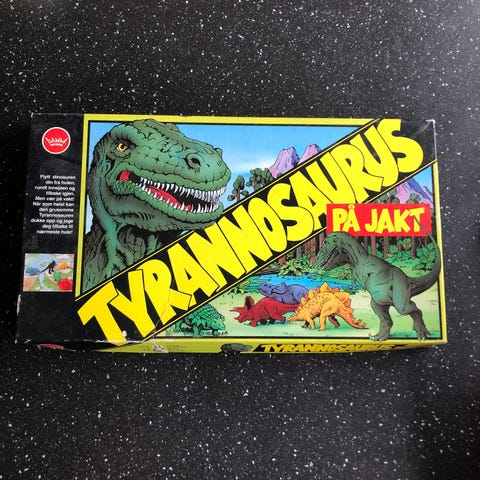 Flytt dinosauren
din fra hulen,
rundt innsjøen og
tilbake igjen.
Men vær på vakt!
Når som helst kan
den grusomme
Tyrannosaurus
dukke opp og jage
deg tilbake til
nærmeste hule!
TYRANNOSAURUS
PÅ JAKT
TYRANNOSAURUS